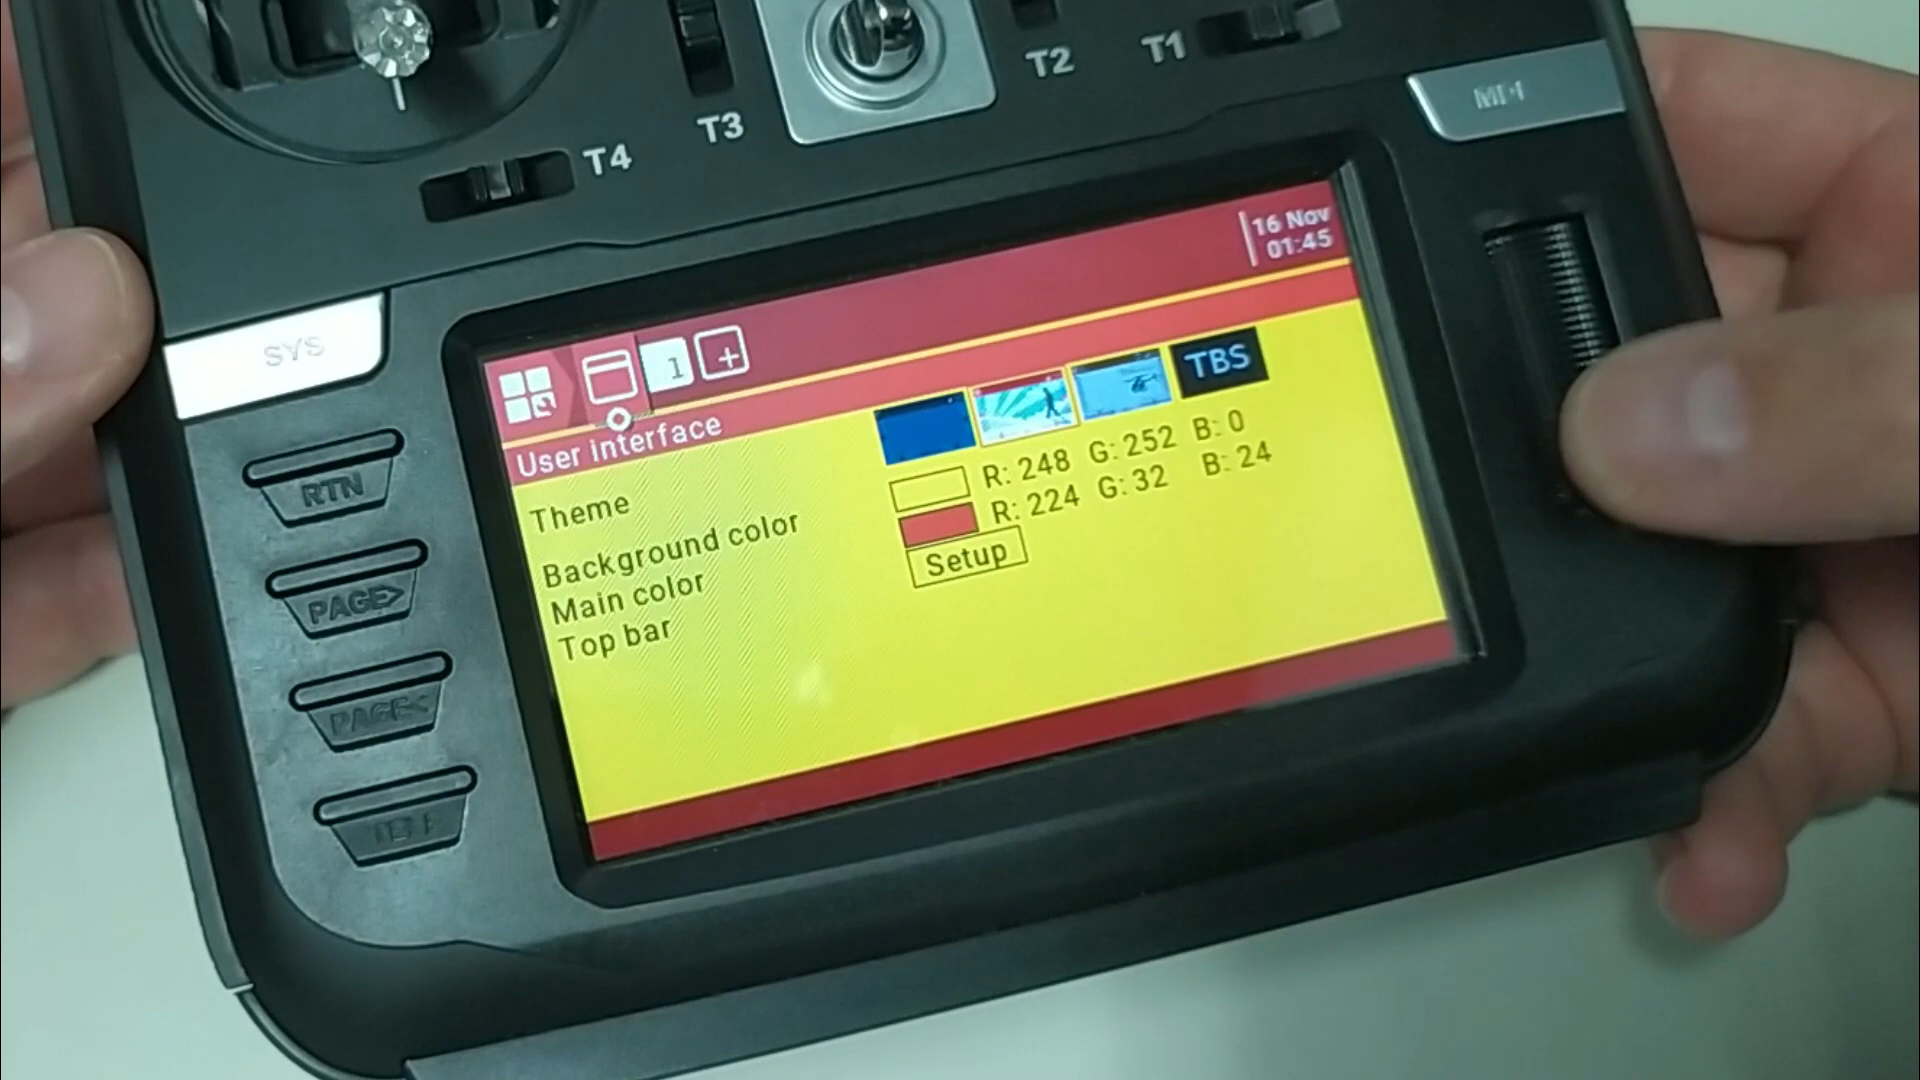 T2
T1
T3
T4
SYS
16 Nov
01:45
1
User interface
TBS
Theme
Background color
R: 248 G: 252 B: 0
Main color
R: 224 G: 32 B: 24
Top bar
Setup
RTN
PAGE>
PAGE<